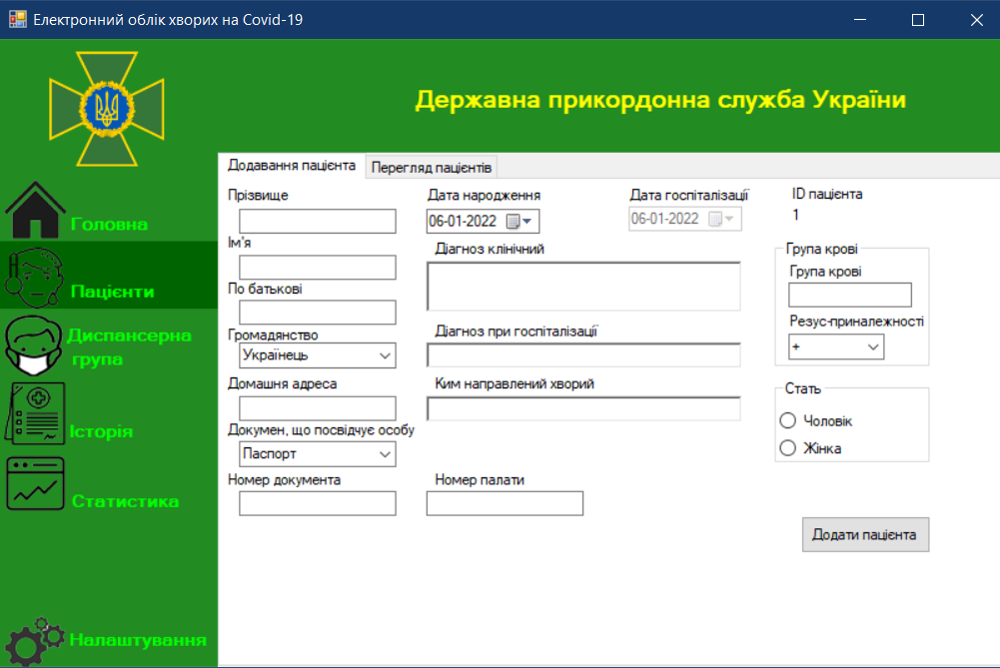 Електронний облік хворих на Covid-19
Державна прикордонна служба України
Головна
Пацієнти
Диспансерна
група
Історія
Статистика
Налаштування
Додавання пацієнта
Перегляд пацієнтів
Прізвище
Ім'я
По батькові
Громадянство
Українець
Домашня адреса
Докумен, що посвідчує особу
Паспорт
Номер документа
Дата народження
06-01-2022
Діагноз клінічний
Діагноз при госпіталізації
Ким направлений хворий
Номер палати
Дата госпіталізації
06-01-2022
ID пацієнта
1
Група крові
Група крові
Резус-приналежності
+
Стать
Чоловік
Жінка
Додати пацієнта